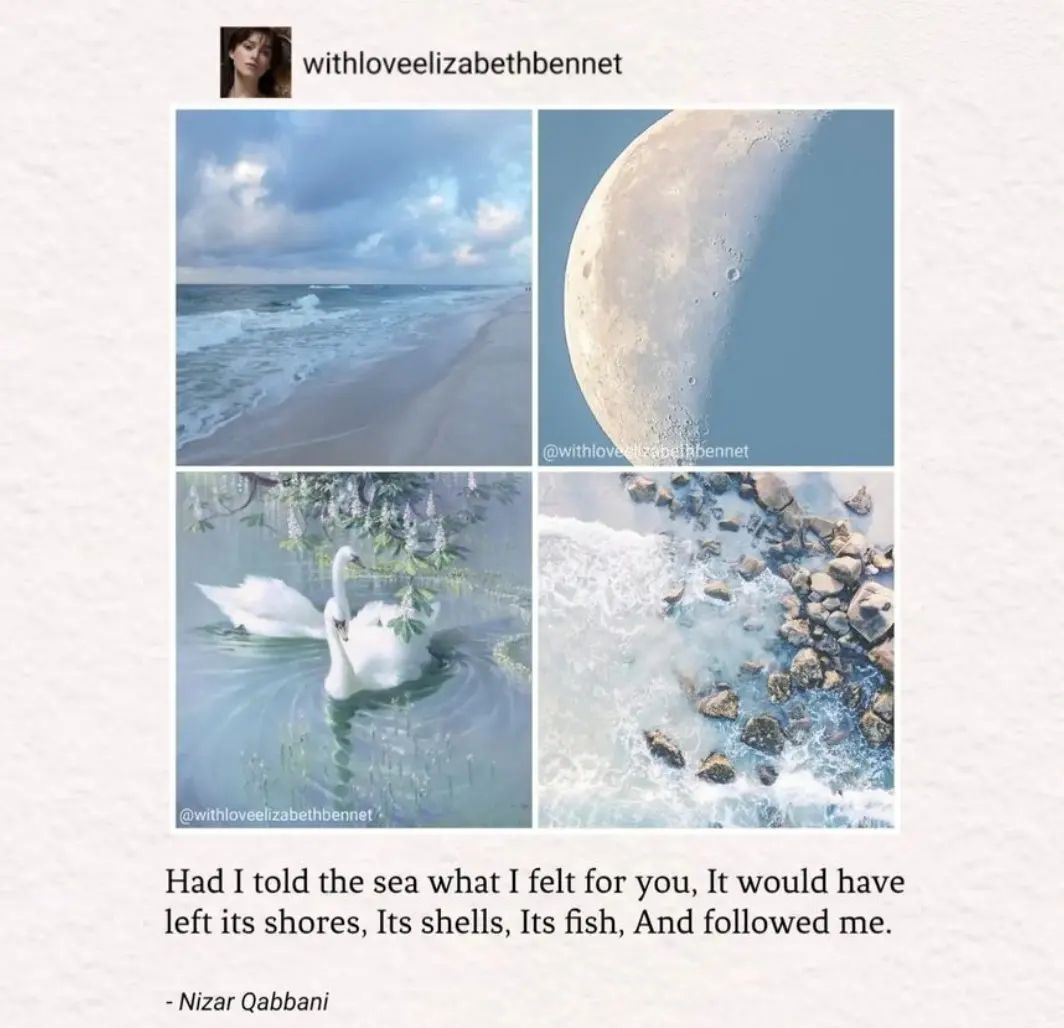 withloveelizabethbennet
@withloveelizabethbennet
@withloveelizabethbennet
Had I told the sea what I felt for you, It would have
left its shores, Its shells, Its fish, And followed me.
- Nizar Qabbani